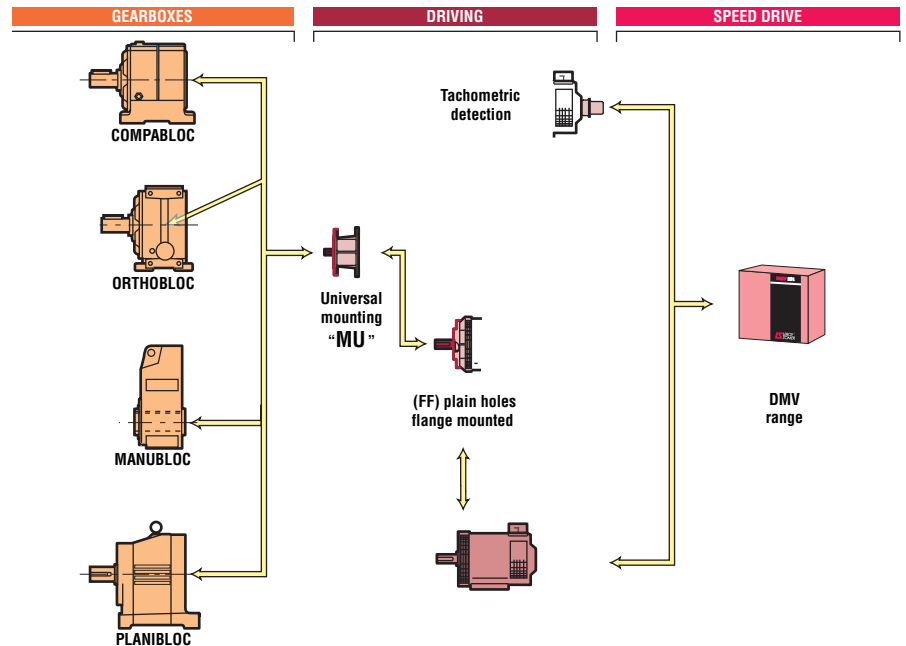 GEARBOXES
DRIVING
SPEED DRIVE
COMPABLOC
ORTHOBLOC
MANUBLOC
PLANIBLOC
Tachometric
detection
Universal
mounting
“MU”
(FF) plain holes
flange mounted
DMV
range